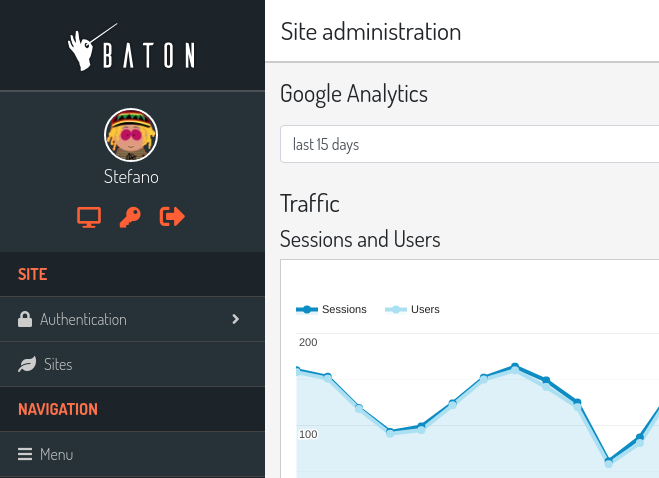 BATON
Stefano
SITE
Authentication
Sites
NAVIGATION
Menu
Site administration
Google Analytics
last 15 days
Traffic
Sessions and Users
Sessions Users
200
100